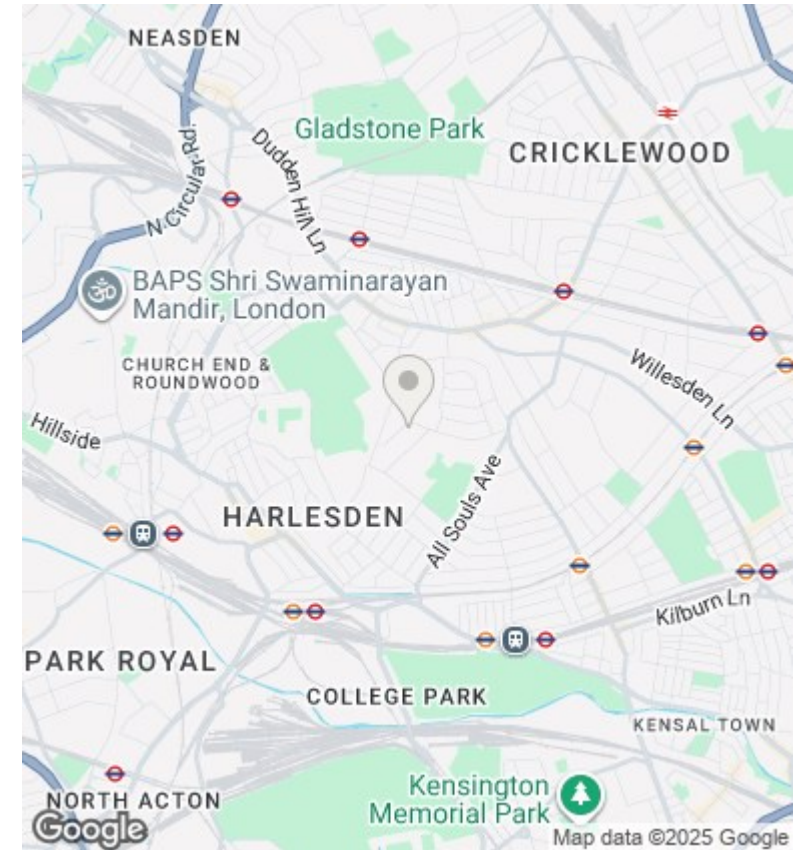 NEASDEN
Gladstone Park
CRICKLEWOOD
Dudden Hill Ln
N Circular Rd.
BAPS Shri Swaminarayan
Mandir, London
CHURCH END &
ROUNDWOOD
Willesden Ln
Hillside
HARLESDEN
All Souls Ave
Kilburn Ln
PARK ROYAL
COLLEGE PARK
KENSAL TOWN
NORTH ACTON
Kensington
Memorial Park
Google
Map data ©2025 Google